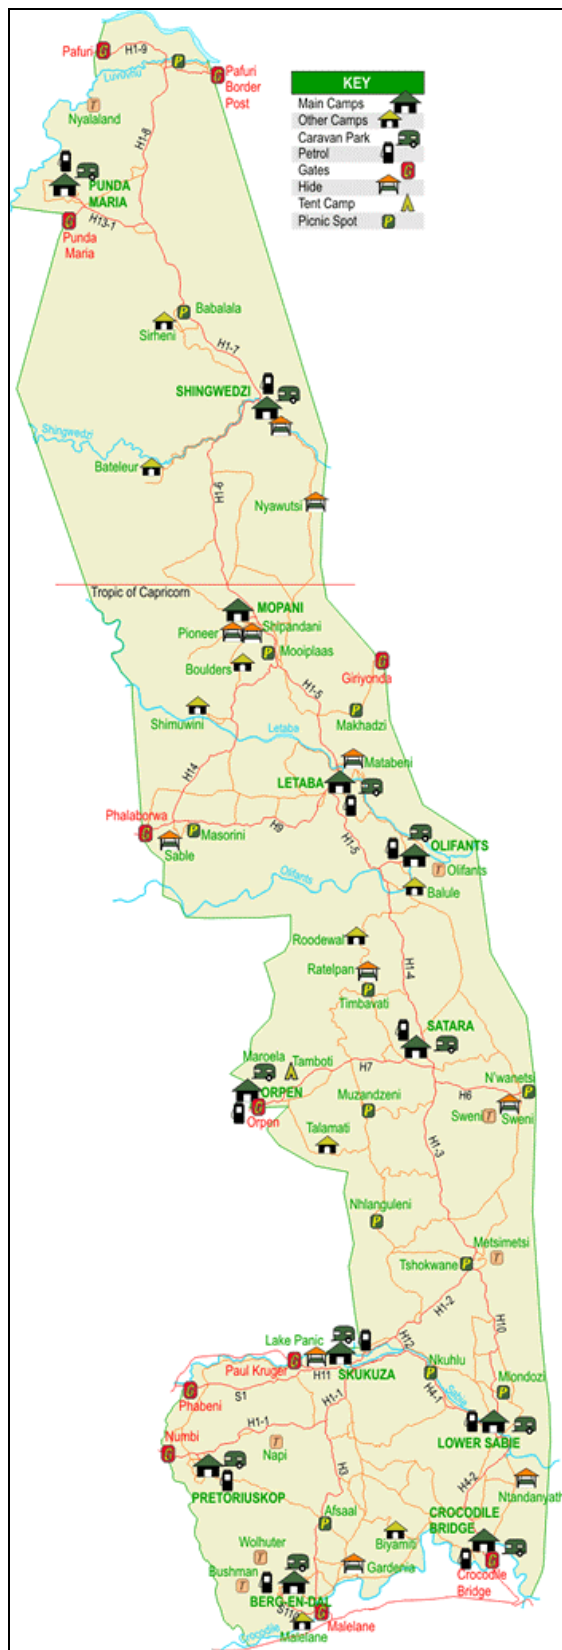 Pafuri
H1-9
P
G
Luvuzhu
Pafuri
Border
Post
T
Nyalaland
H1-8
KEY
Main Camps
Other Camps
Caravan Park
Petrol
Gates
Hide
Tent Camp
Picnic Spot
PUNDA
MARIA
H13-1
Punda
Maria
Babalala
Sirheni
H1-7
SHINGWEDZI
Shingwedzi
Bateleur
H1-6
Nyawutsi
Tropic of Capricorn
MOPANI
Pioneer
Shipandani
Mooiplaas
Boulders
Giriyonda
H1-5
Shimuwini
Makhadzi
Letaba
Matabeni
H14
LETABA
Phalaborwa
Masorini
H9
Sable
H1-5
OLIFANTS
Olifants
Olifants
Balule
Roodewal
Ratelpan
H1-4
Timbavati
SATARA
Maroela
Tamboti
H7
ORPEN
Orpen
Muzandzeni
H6
N'wanetsi
Sweni
Sweni
Talamati
H1-3
Nhlanguleni
Metsimetsi
Tshokwane
H1-2
H10
Lake Panic
H12
Paul Kruger
SKUKUZA
H11
Nkuhlu
Mlondozi
Phabeni
S1
H1-1
H4-1
Sabie
Numbi
H1-1
Napi
LOWER SABIE
H3
H4-2
PRETORIUSKOP
Ntandanyathi
Afsaal
CROCODILE
BRIDGE
Biyamiti
Wolhuter
Gardenia
Bushman
Crocodile
Bridge
BERG-EN-DAL
Malelane
Crocodile
Malelane